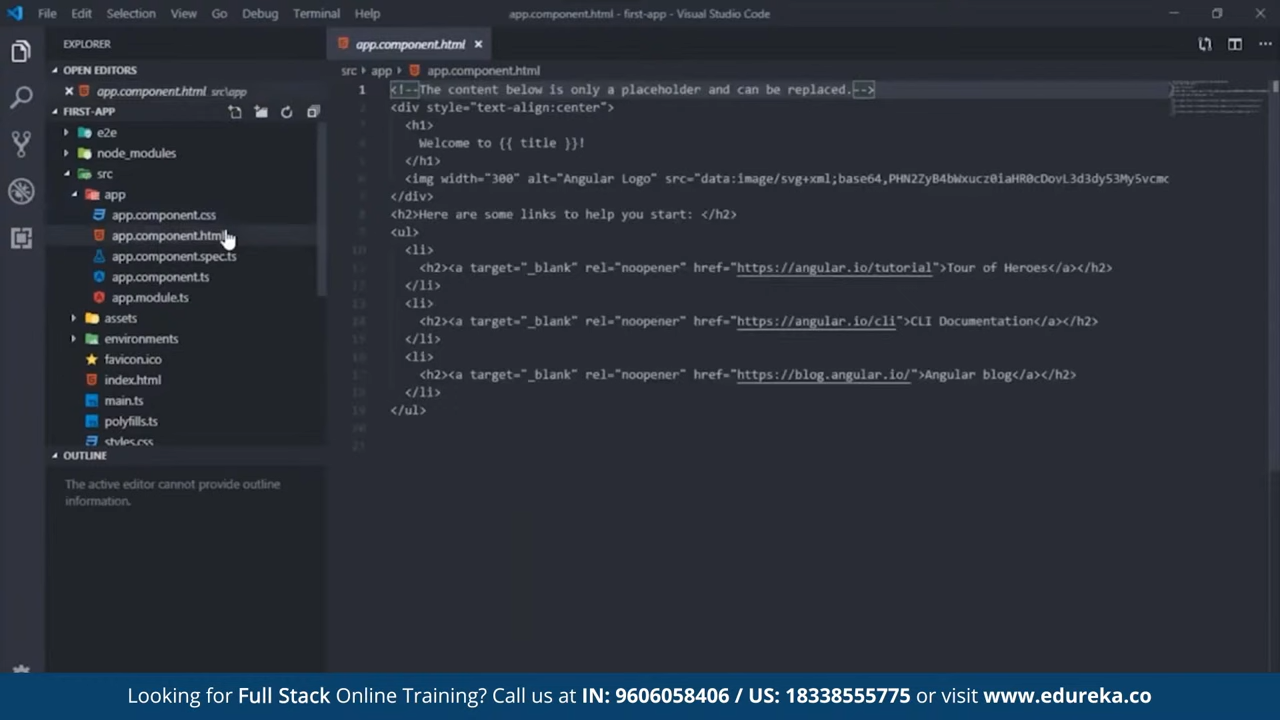 File Edit Selection View Go Debug Terminal Help
app.component.html - first-app - Visual Studio Code
EXPLORER
OPEN EDITORS
app.component.html src\app
FIRST-APP
e2e
node_modules
src
app
app.component.css
app.component.html
app.component.spec.ts
app.component.ts
app.module.ts
assets
environments
favicon.ico
index.html
main.ts
polyfills.ts
styles.css
OUTLINE
The active editor cannot provide outline
information.
app.component.html
src app app.component.html
1 <!--The content below is only a placeholder and can be replaced.-->
<div style="text-align:center">
<h1>
Welcome to {{ title }}!
</h1>
<img width="300" alt="Angular Logo" src="data:image/svg+xml;base64,
</div>
<h2>Here are some links to help you start: </h2>
<ul>
<li>
<h2><a target="_blank" rel="noopener" href="https://angular.io/tutorial">Tour of Heroes</a></h2>
</li>
<li>
<h2><a target="_blank" rel="noopener" href="https://angular.io/cli">CLI Documentation</a></h2>
</li>
<li>
<h2><a target="_blank" rel="noopener" href="https://blog.angular.io/">Angular blog</a></h2>
</li>
</ul>
Looking for Full Stack Online Training? Call us at IN: 9606058406 / US: 18338555775 or visit www.edureka.co